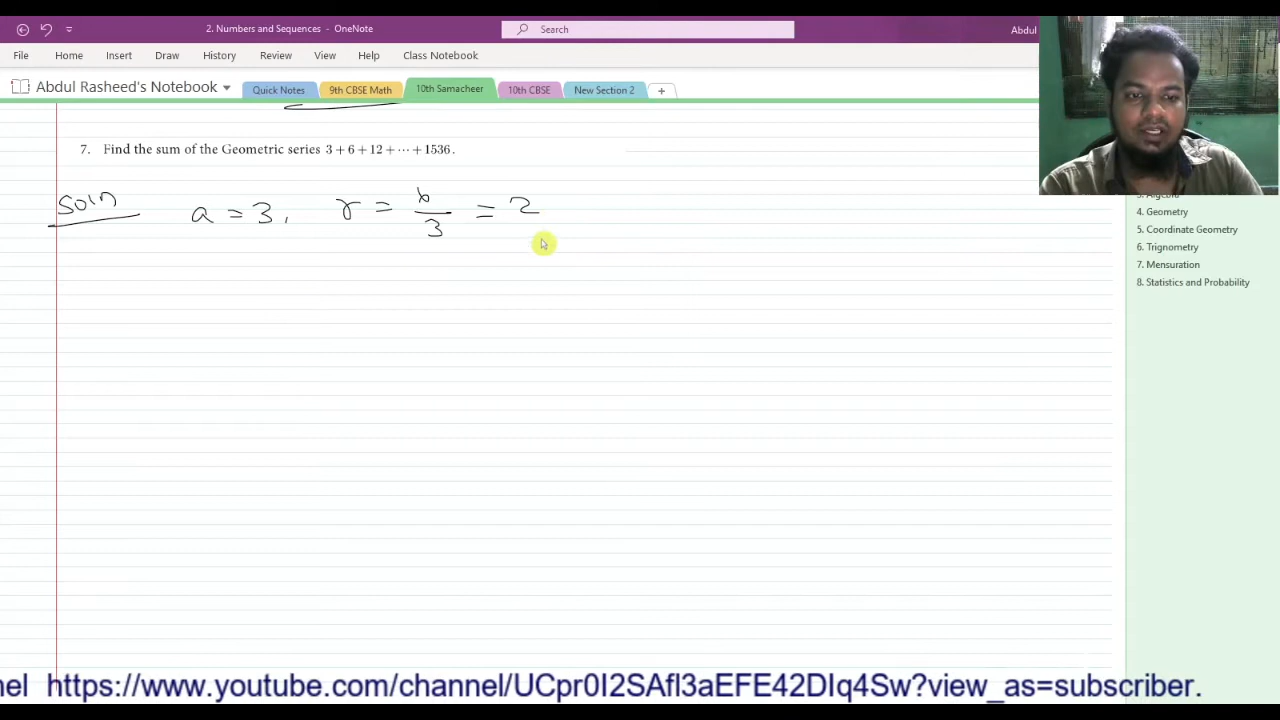 2. Numbers and Sequences - OneNote
Search
Abdul
File Home Insert Draw History Review View Help Class Notebook
Abdul Rasheed's Notebook Quick Notes 9th CBSE Math 10th Samacheer 10th CBSE New Section 2 +
7. Find the sum of the Geometric series 3 + 6 + 12 + ⋯ + 1536.
Soln a = 3, r = 6/3 = 2
3. Algebra
4. Geometry
5. Coordinate Geometry
6. Trignometry
7. Mensuration
8. Statistics and Probability
nel https://www.youtube.com/channel/UCpr0I2SAfl3aEFE42DIq4Sw?view_as=subscriber.